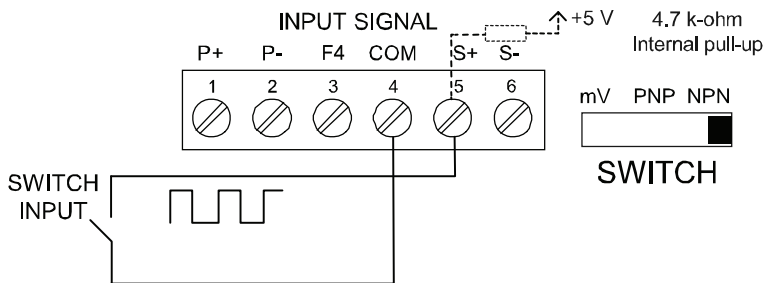 INPUT SIGNAL
+5 V
4.7 k-ohm
Internal pull-up
P+ P- F4 COM S+ S-
1 2 3 4 5 6
mV PNP NPN
SWITCH
SWITCH
INPUT